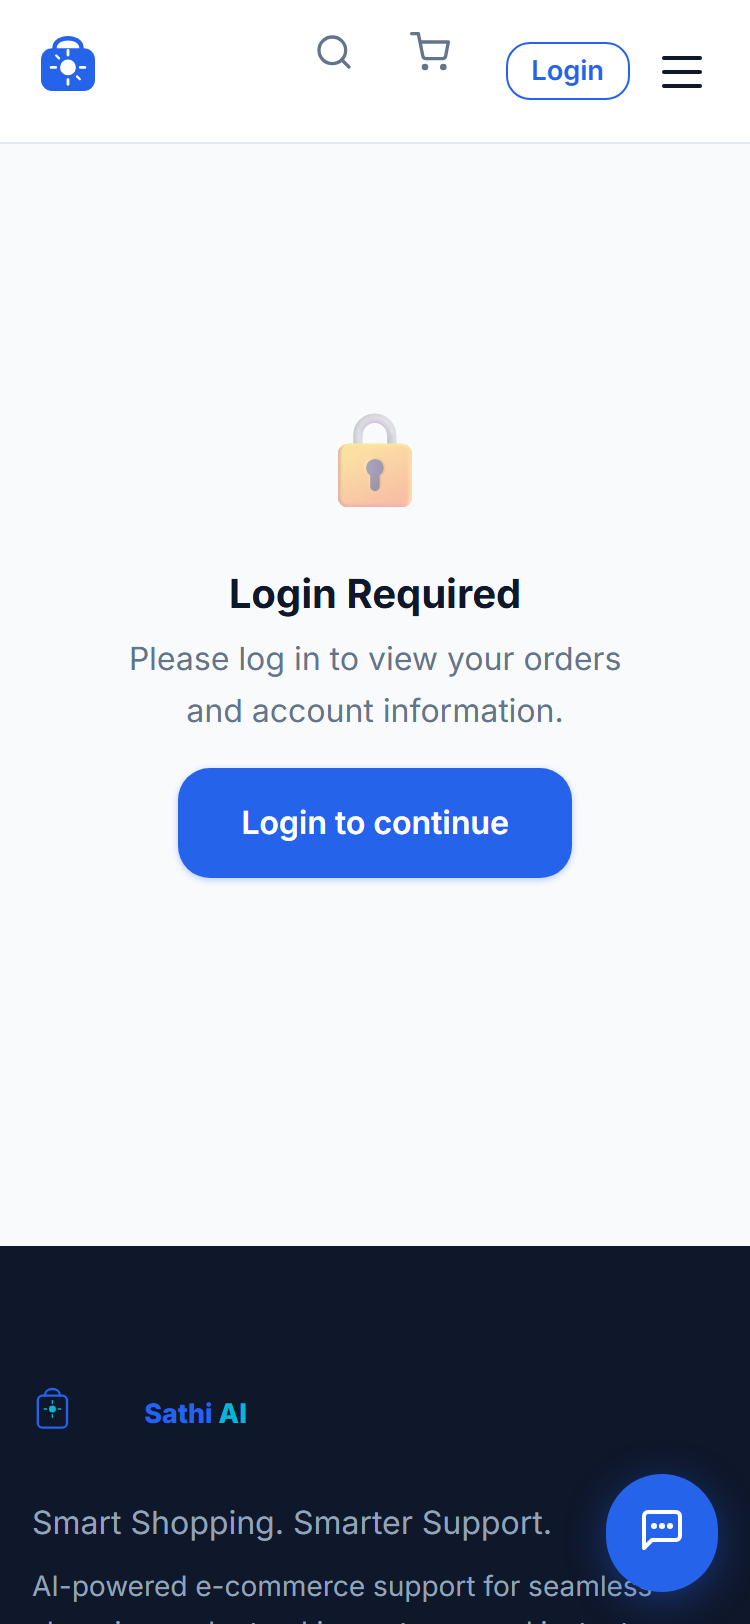 Login
Login Required
Please log in to view your orders
and account information.
Login to continue
Sathi AI
Smart Shopping. Smarter Support.
AI-powered e-commerce support for seamless